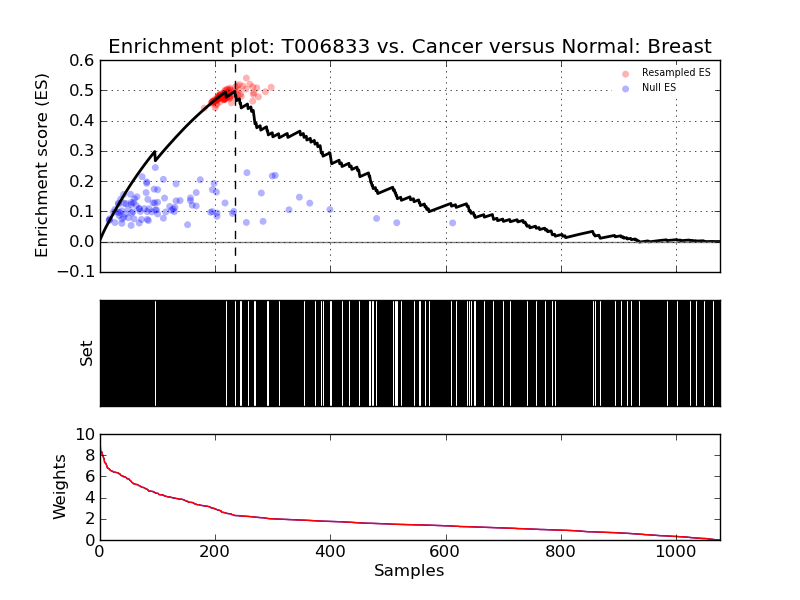 Enrichment plot: T006833 vs. Cancer versus Normal: Breast
Enrichment score (ES)
0.6
0.5
0.4
0.3
0.2
0.1
0.0
−0.1
Resampled ES
Null ES
Set
Weights
10
8
6
4
2
0
0 200 400 600 800 1000
Samples